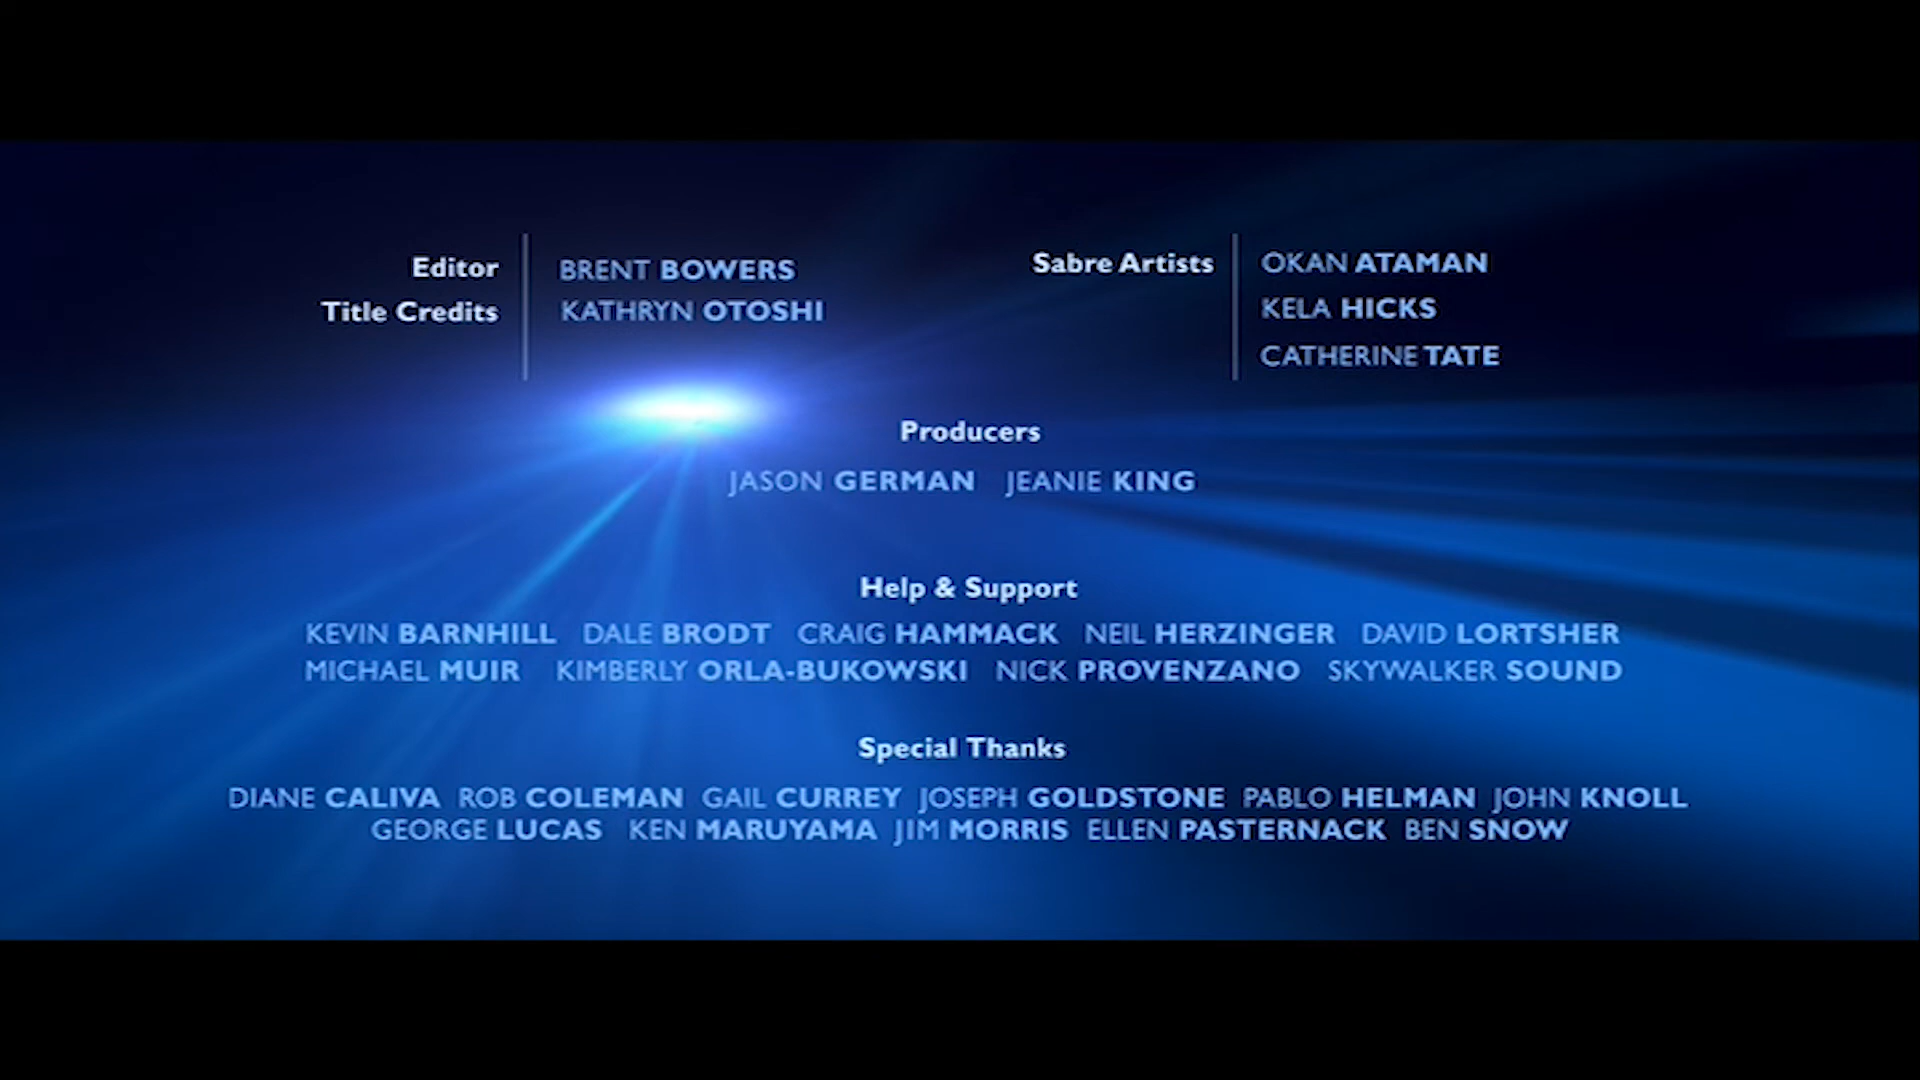 Editor BRENT BOWERS
Title Credits KATHRYN OTOSHI
Sabre Artists OKAN ATAMAN
KELA HICKS
CATHERINE TATE
Producers
JASON GERMAN JEANIE KING
Help & Support
KEVIN BARNHILL DALE BRODT CRAIG HAMMACK NEIL HERZINGER DAVID LORTSHER
MICHAEL MUIR KIMBERLY ORLA-BUKOWSKI NICK PROVENZANO SKYWALKER SOUND
Special Thanks
DIANE CALIVA ROB COLEMAN GAIL CURREY JOSEPH GOLDSTONE PABLO HELMAN JOHN KNOLL
GEORGE LUCAS KEN MARUYAMA JIM MORRIS ELLEN PASTERNACK BEN SNOW